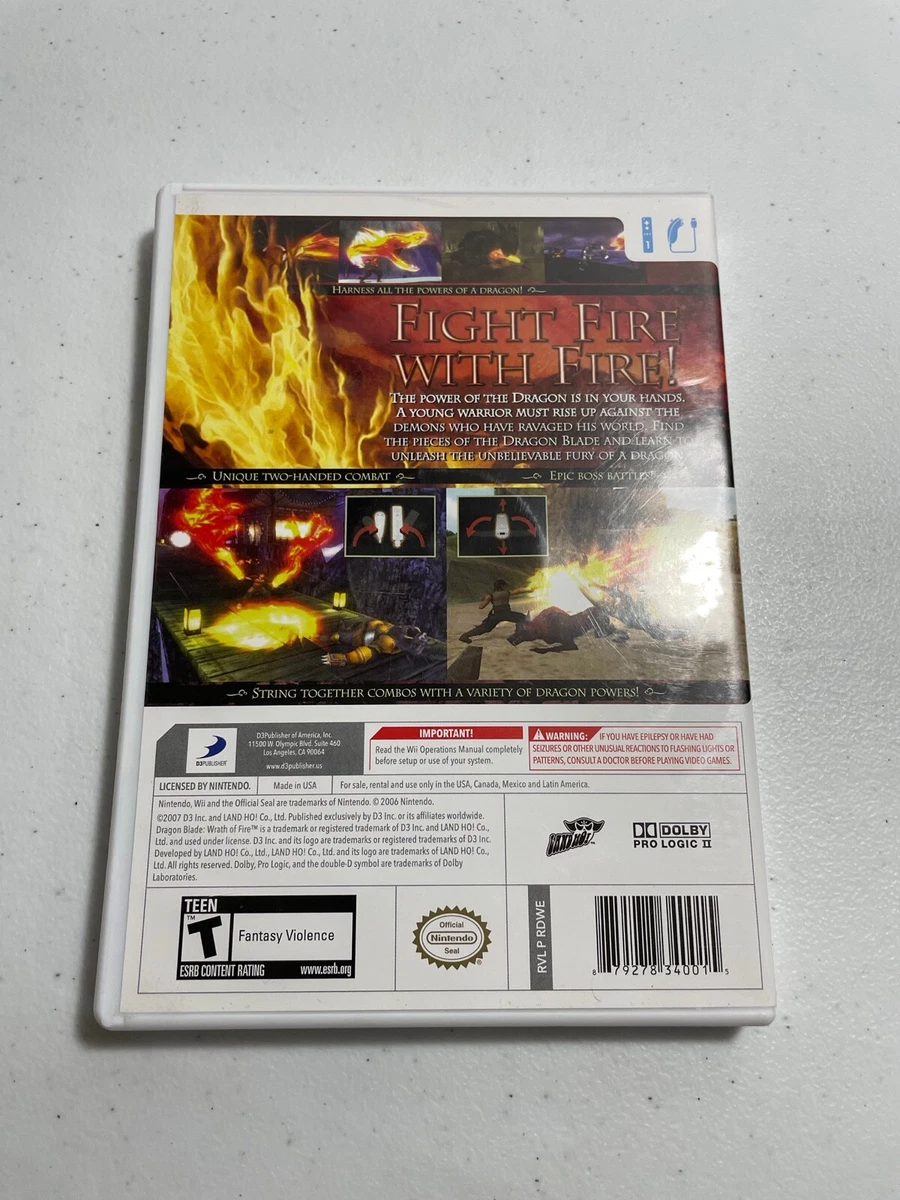 1
HARNESS ALL THE POWERS OF A DRAGON!
FIGHT FIRE
WITH FIRE!
THE POWER OF THE DRAGON IS IN YOUR HANDS.
A YOUNG WARRIOR MUST RISE UP AGAINST THE
DEMONS WHO HAVE RAVAGED HIS WORLD. FIND
THE PIECES OF THE DRAGON BLADE AND LEARN TO
UNLEASH THE UNBELIEVABLE FURY OF A DRAGON
UNIQUE TWO-HANDED COMBAT
EPIC BOSS BATTLES!
STRING TOGETHER COMBOS WITH A VARIETY OF DRAGON POWERS!
D3PUBLISHER
D3Publisher of America, Inc.
11500 W. Olympic Blvd. Suite 460
Los Angeles, CA 90064
www.d3publisher.us
IMPORTANT!
Read the Wii Operations Manual completely
before setup or use of your system.
WARNING: IF YOU HAVE EPILEPSY OR HAVE HAD
SEIZURES OR OTHER UNUSUAL REACTIONS TO FLASHING LIGHTS OR
PATTERNS, CONSULT A DOCTOR BEFORE PLAYING VIDEO GAMES.
LICENSED BY NINTENDO.
Made in USA
For sale, rental and use only in the USA, Canada, Mexico and Latin America.
Nintendo, Wii and the Official Seal are trademarks of Nintendo. © 2006 Nintendo.
©2007 D3 Inc. and LAND HO! Co., Ltd. Published exclusively by D3 Inc. or its affiliates worldwide.
Dragon Blade: Wrath of Fire™ is a trademark or registered trademark of D3 Inc. and LAND HO! Co.,
Ltd. and used under license. D3 Inc. and its logo are trademarks or registered trademarks of D3 Inc.
Developed by LAND HO! Co., Ltd., LAND HO! Co., Ltd. and its logo are trademarks of LAND HO! Co.,
Ltd. All rights reserved. Dolby, Pro Logic, and the double-D symbol are trademarks of Dolby
Laboratories.
LAND HO! ™
DOLBY
PRO LOGIC II
TEEN
T ™
Fantasy Violence
ESRB CONTENT RATING www.esrb.org
Official
Nintendo
Seal ®
RVL P RDWE
8 79278 34001 5